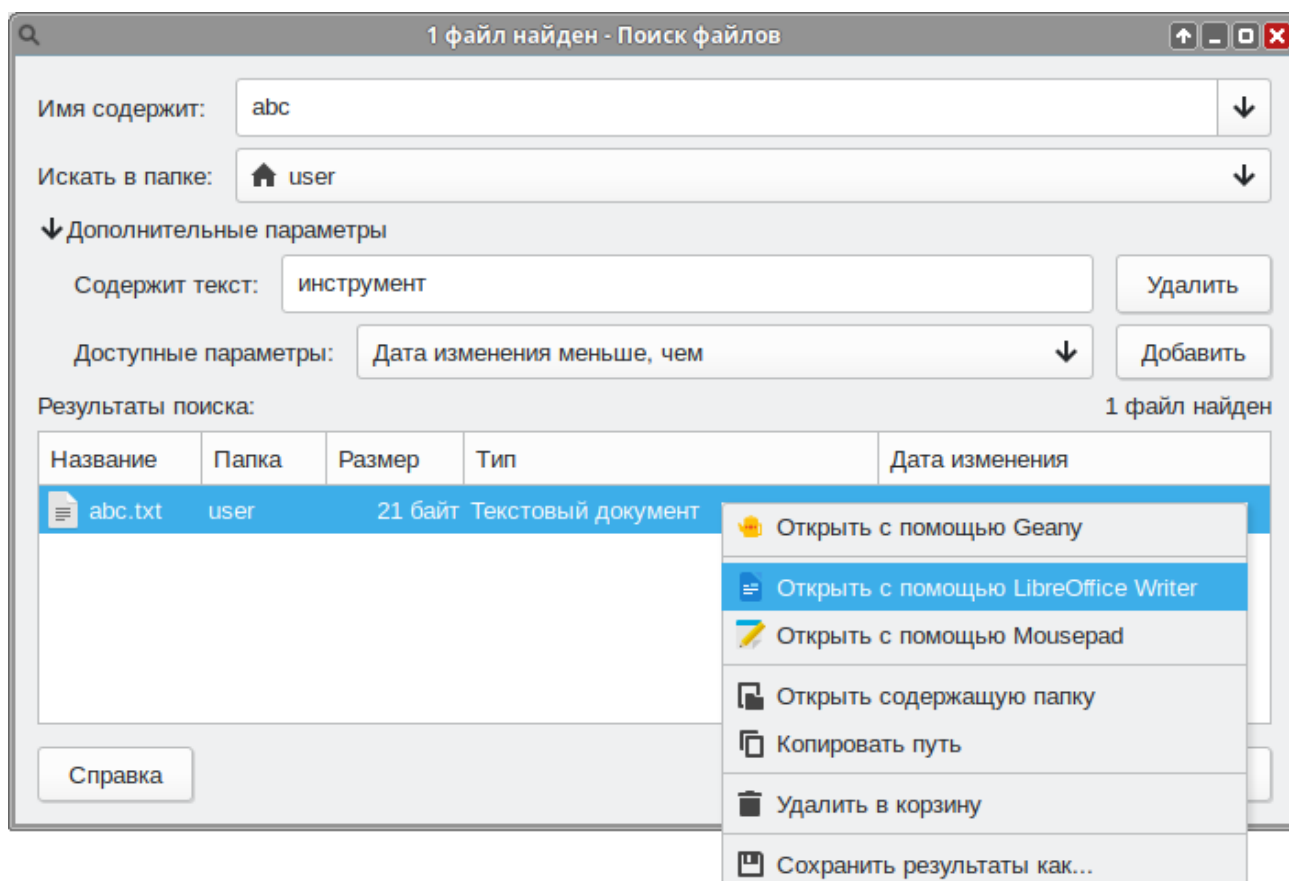 1 файл найден - Поиск файлов
Имя содержит: abc
Искать в папке: user
Дополнительные параметры
Содержит текст: инструмент Удалить
Доступные параметры: Дата изменения меньше, чем Добавить
Результаты поиска: 1 файл найден
Название Папка Размер Тип Дата изменения
abc.txt user 21 байт Текстовый документ
Открыть с помощью Geany
Открыть с помощью LibreOffice Writer
Открыть с помощью Mousepad
Открыть содержащую папку
Копировать путь
Справка
Удалить в корзину
Сохранить результаты как...